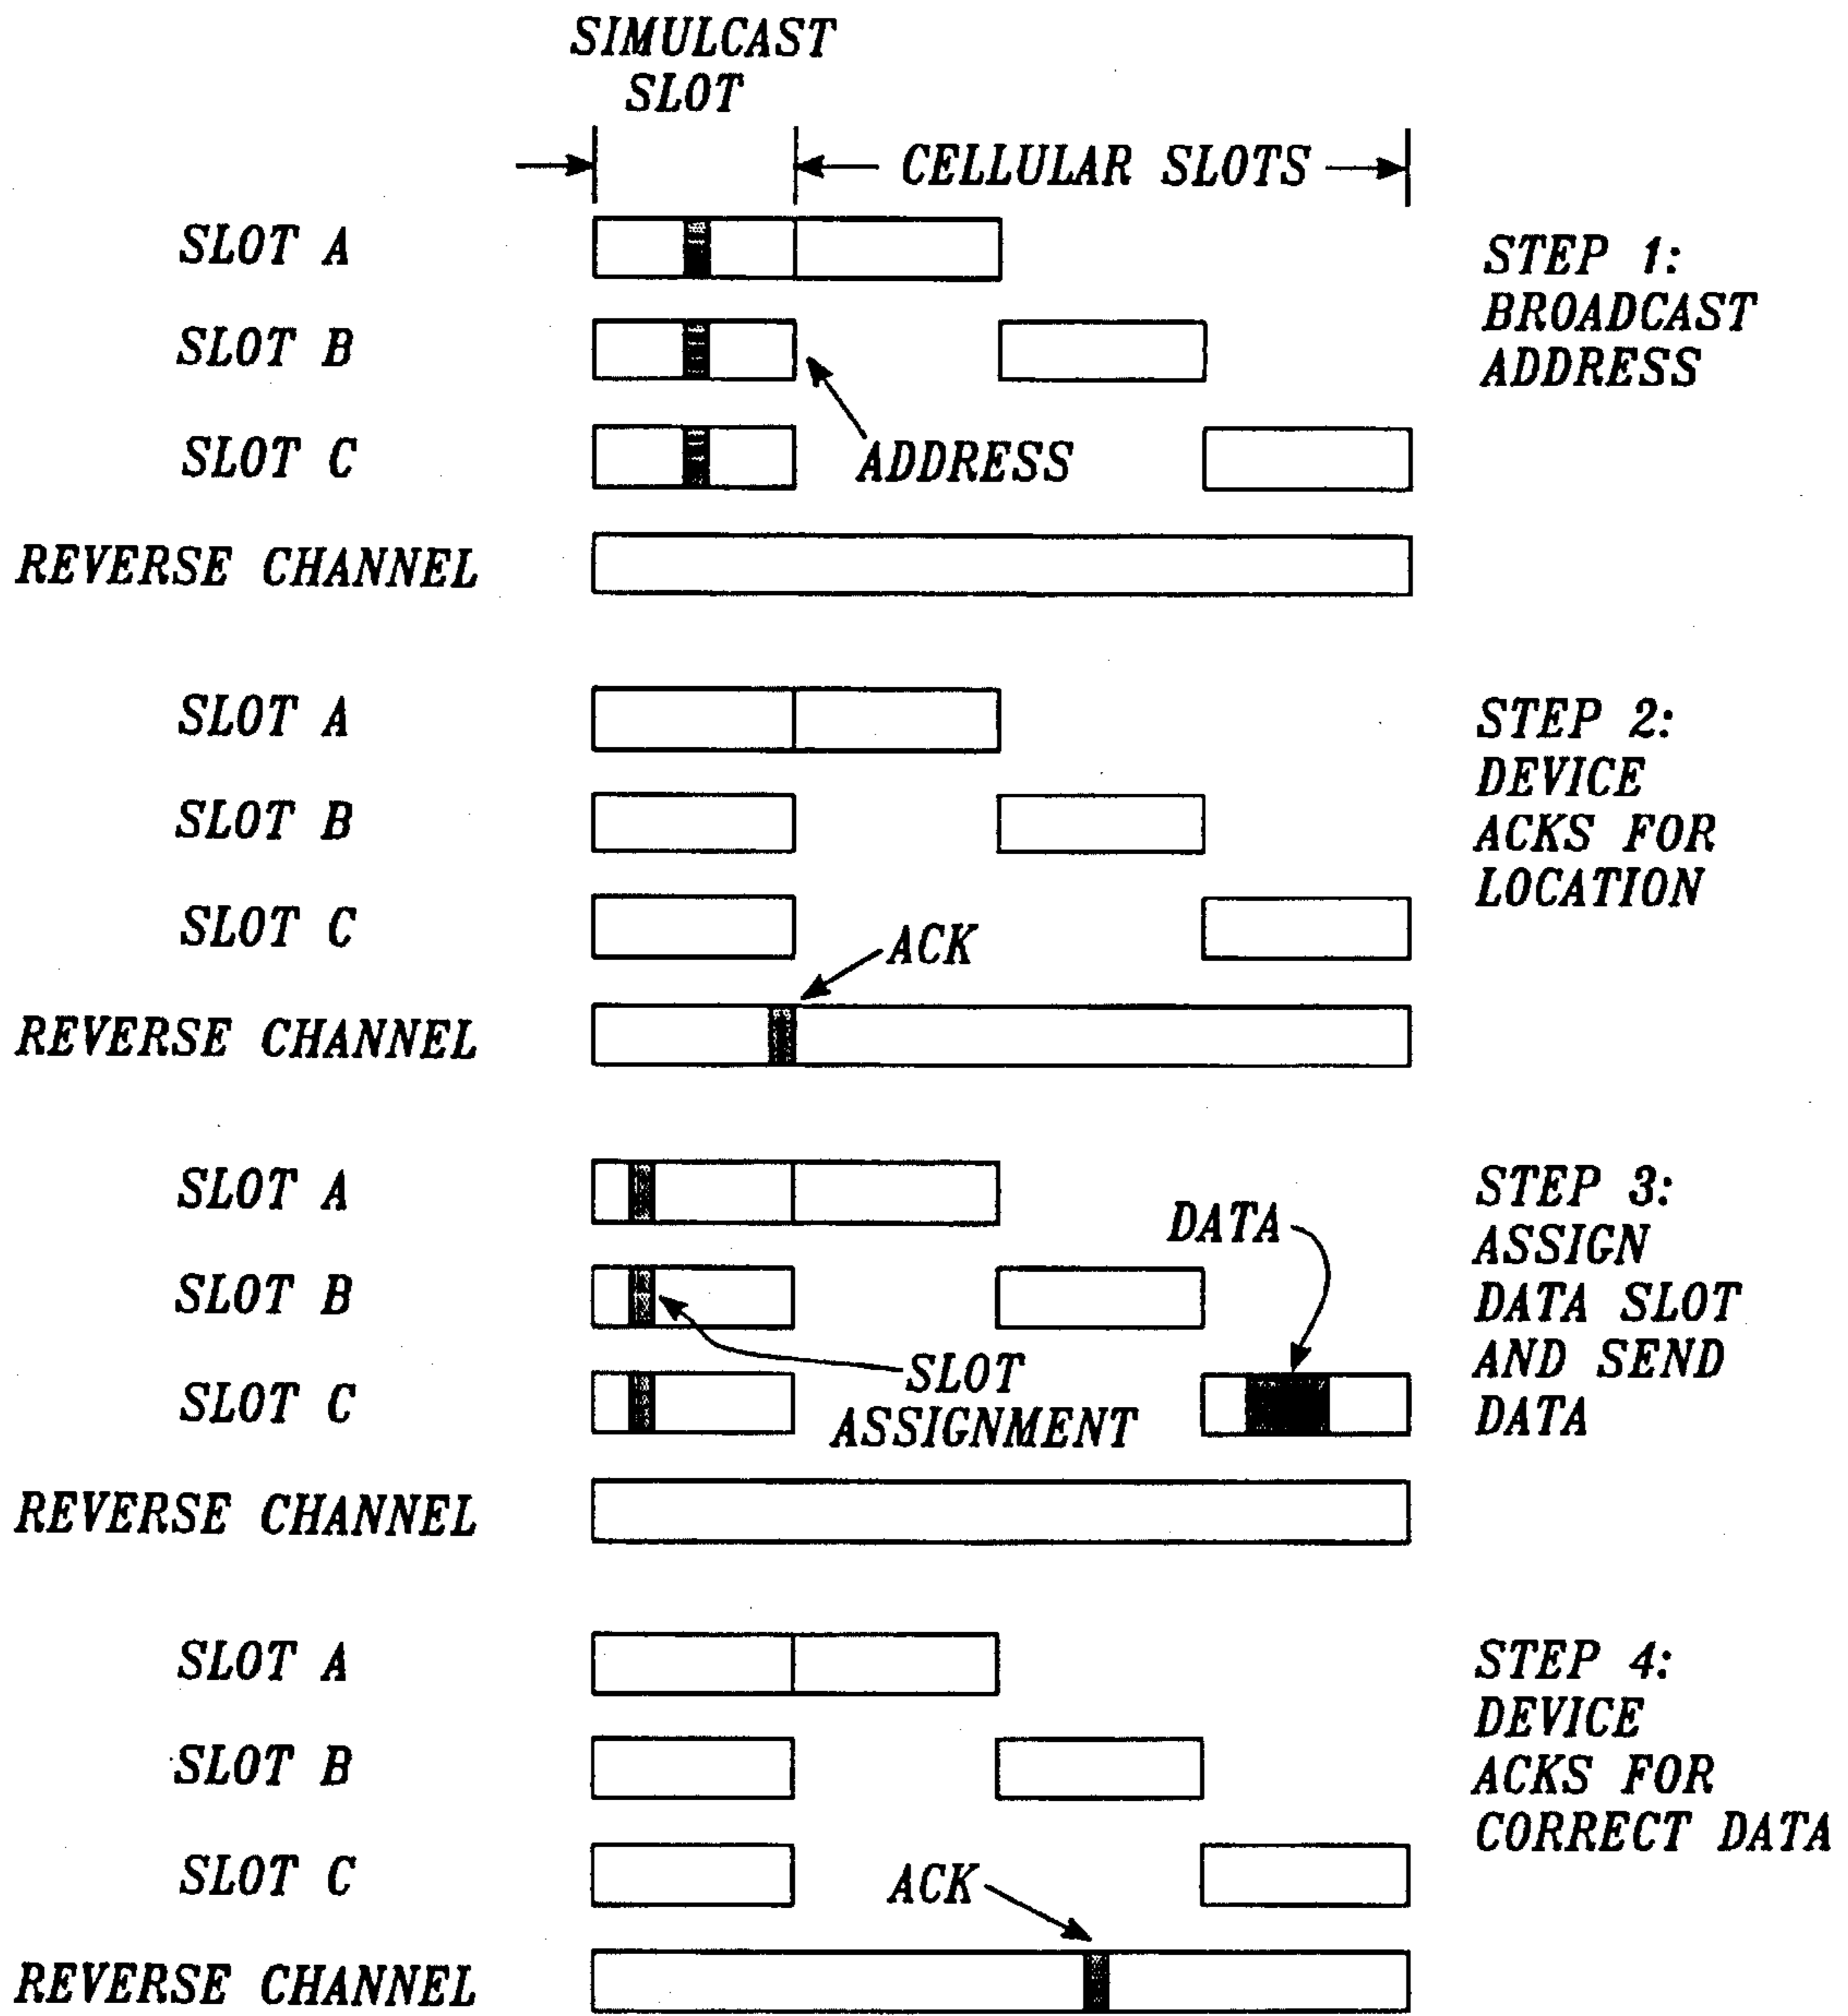 SIMULCAST
SLOT
CELLULAR SLOTS
SLOT A
SLOT B
SLOT C
ADDRESS
REVERSE CHANNEL
STEP 1:
BROADCAST
ADDRESS
SLOT A
SLOT B
SLOT C
ACK
REVERSE CHANNEL
STEP 2:
DEVICE
ACKS FOR
LOCATION
SLOT A
SLOT B
SLOT C
DATA
SLOT
ASSIGNMENT
REVERSE CHANNEL
STEP 3:
ASSIGN
DATA SLOT
AND SEND
DATA
SLOT A
SLOT B
SLOT C
ACK
REVERSE CHANNEL
STEP 4:
DEVICE
ACKS FOR
CORRECT DATA